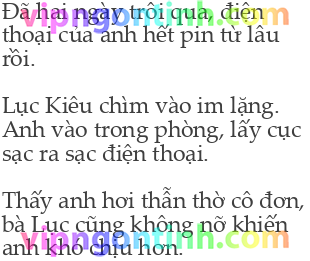 Đã hai ngày trôi qua, điện
thoại của anh hết pin từ lâu
rồi.
Lục Kiêu chìm vào im lặng.
Anh vào trong phòng, lấy cục
sạc ra sạc điện thoại.
Thấy anh hơi thẫn thờ cô đơn,
bà Lục cũng không nỡ khiến
anh khó chịu hơn.
vipngontinh.com
vipngontinh.com